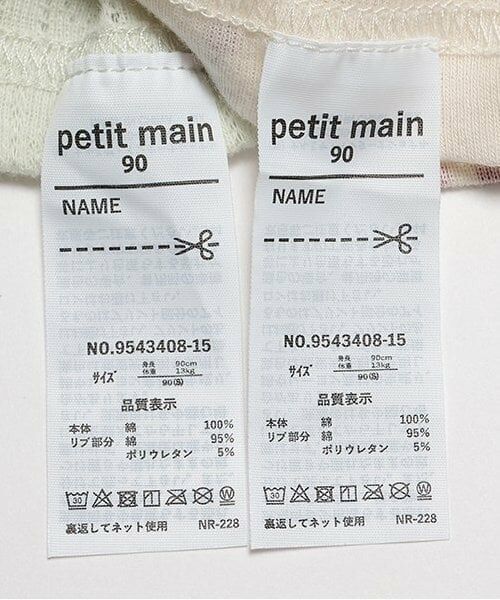 petit main
90
NAME
NO.9543408-15
サイズ 身長 90cm
体重 13kg
90(S)
品質表示
本体 綿 100%
リブ部分 綿 95%
ポリウレタン 5%
30
裏返してネット使用 NR-228
petit main
90
NAME
NO.9543408-15
サイズ 身長 90cm
体重 13kg
90(S)
品質表示
本体 綿 100%
リブ部分 綿 95%
ポリウレタン 5%
30
裏返してネット使用 NR-228